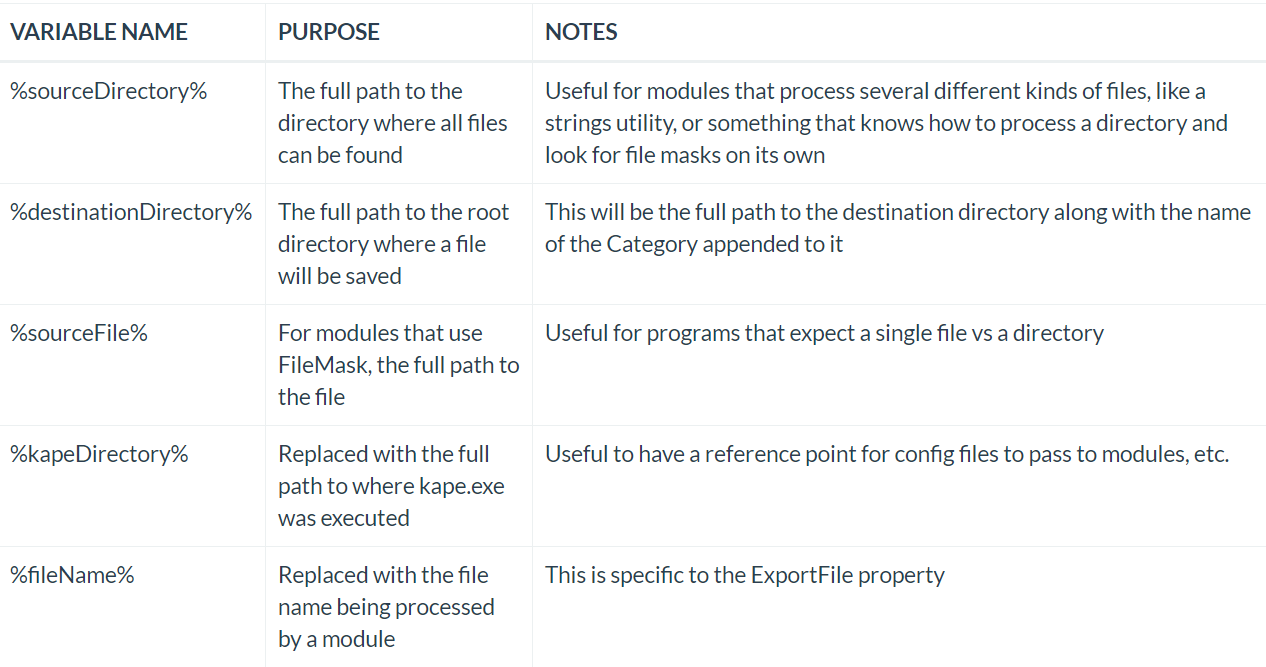 VARIABLE NAME PURPOSE NOTES
%sourceDirectory% The full path to the Useful for modules that process several different kinds of files, like a
directory where all files strings utility, or something that knows how to process a directory and
can be found look for file masks on its own
%destinationDirectory% The full path to the root This will be the full path to the destination directory along with the name
directory where a file of the Category appended to it
will be saved
%sourceFile% For modules that use Useful for programs that expect a single file vs a directory
FileMask, the full path to
the file
%kapeDirectory% Replaced with the full Useful to have a reference point for config files to pass to modules, etc.
path to where kape.exe
was executed
%fileName% Replaced with the file This is specific to the ExportFile property
name being processed
by a module